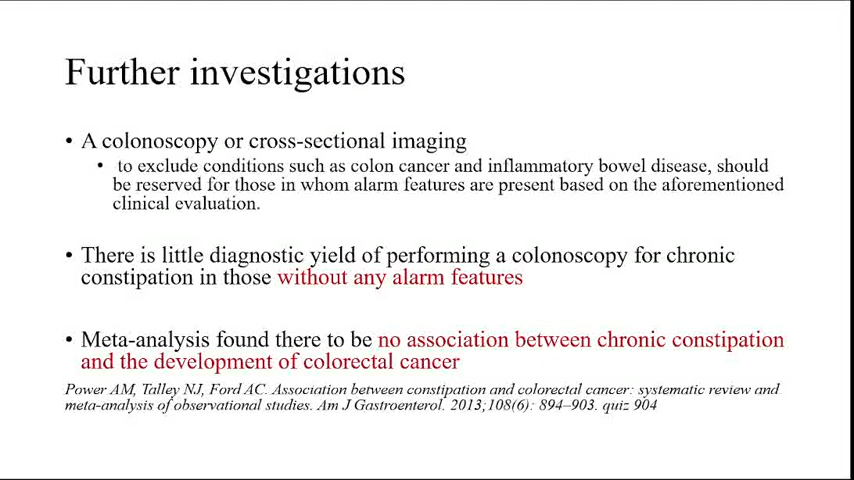 Further investigations
• A colonoscopy or cross-sectional imaging
• to exclude conditions such as colon cancer and inflammatory bowel disease, should
be reserved for those in whom alarm features are present based on the aforementioned
clinical evaluation.
• There is little diagnostic yield of performing a colonoscopy for chronic
constipation in those without any alarm features
• Meta-analysis found there to be no association between chronic constipation
and the development of colorectal cancer
Power AM, Talley NJ, Ford AC. Association between constipation and colorectal cancer: systematic review and
meta-analysis of observational studies. Am J Gastroenterol. 2013;108(6): 894–903. quiz 904